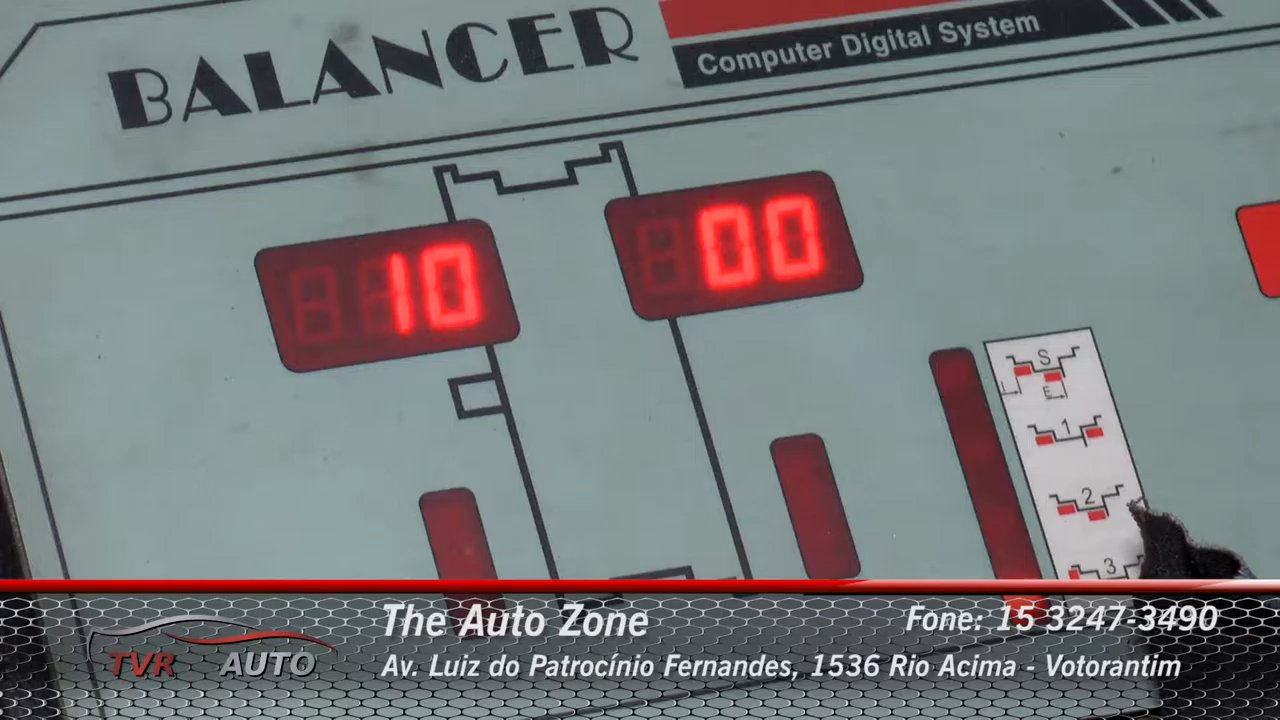 BALANCER
Computer Digital System
10
00
S
L
E
1
2
3
The Auto Zone
Fone: 15 3247-3490
TVR AUTO
Av. Luiz do Patrocínio Fernandes, 1536 Rio Acima - Votorantim